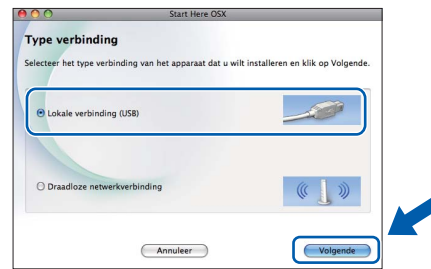 Start Here OSX
Type verbinding
Selecteer het type verbinding van het apparaat dat u wilt installeren en klik op Volgende.
Lokale verbinding (USB)
Draadloze netwerkverbinding
Annuleer
Volgende